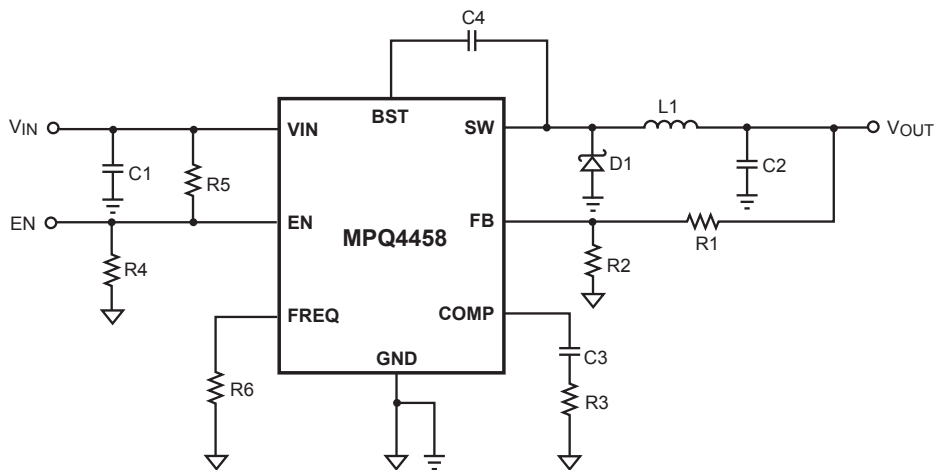 C4
VIN
C1
R5
EN
R4
VIN
BST
SW
EN
MPQ4458
FB
FREQ
COMP
GND
L1
D1
C2
VOUT
R1
R2
C3
R3
R6